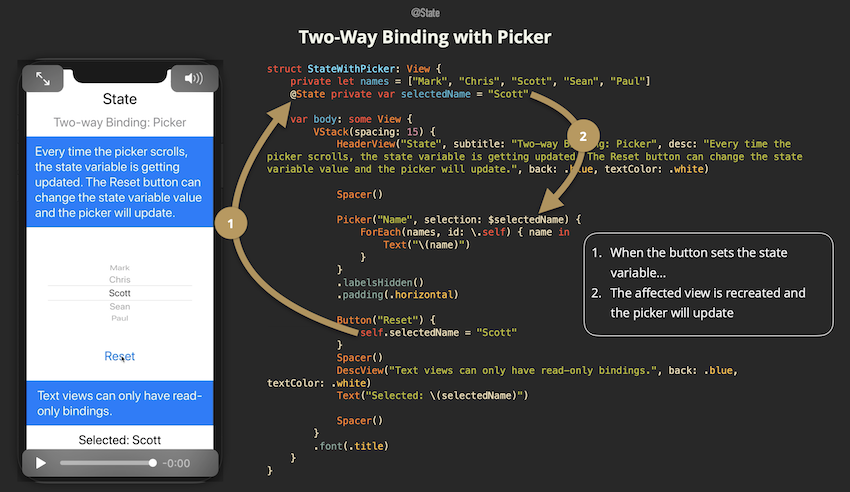 @State
Two-Way Binding with Picker
State
Two-way Binding: Picker
Every time the picker scrolls,
the state variable is getting
updated. The Reset button can
change the state variable value
and the picker will update.
Mark
Chris
Scott
Sean
Paul
Reset
Text views can only have read-
only bindings.
Selected: Scott
-0:00
struct StateWithPicker: View {
private let names = ["Mark", "Chris", "Scott", "Sean", "Paul"]
@State private var selectedName = "Scott"
var body: some View {
VStack(spacing: 15) {
HeaderView("State", subtitle: "Two-way Binding: Picker", desc: "Every time the
picker scrolls, the state variable is getting updated. The Reset button can change the state
variable value and the picker will update.", back: .blue, textColor: .white)
Spacer()
Picker("Name", selection: $selectedName) {
ForEach(names, id: \.self) { name in
Text("\(name)")
}
}
.labelsHidden()
.padding(.horizontal)
Button("Reset") {
self.selectedName = "Scott"
}
Spacer()
DescView("Text views can only have read-only bindings.", back: .blue,
textColor: .white)
Text("Selected: \(selectedName)")
Spacer()
}
.font(.title)
}
}
1
2
1. When the button sets the state
variable...
2. The affected view is recreated and
the picker will update